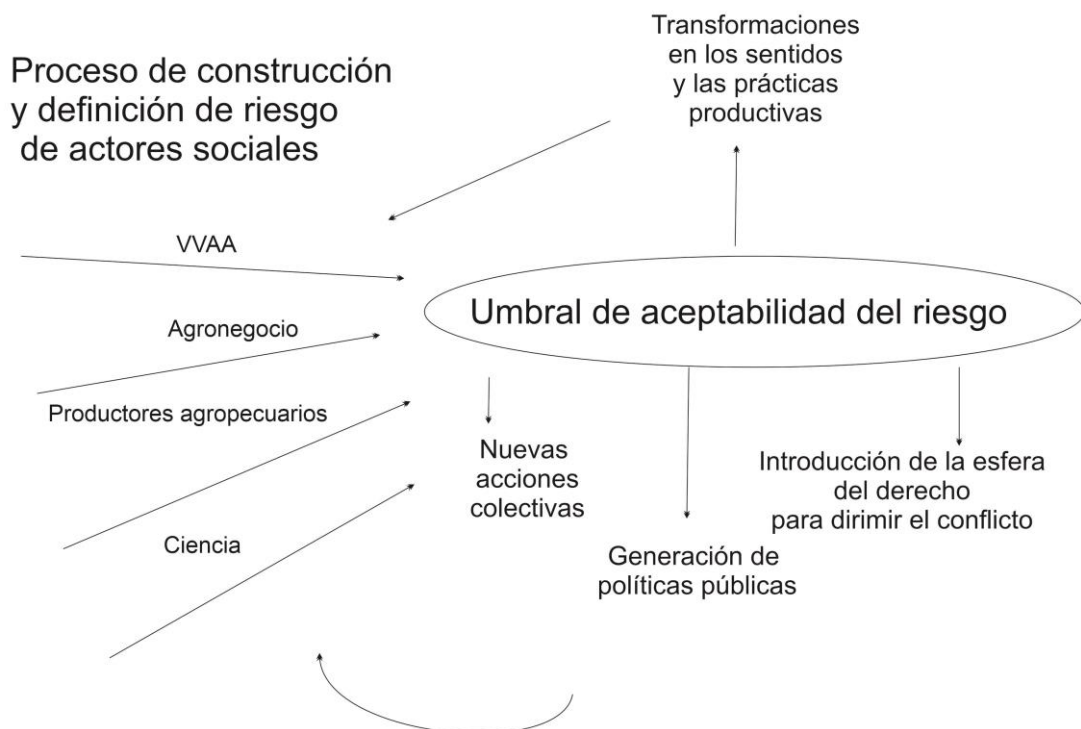 Proceso de construcción
y definición de riesgo
de actores sociales
Transformaciones
en los sentidos
y las prácticas
productivas
VVAA
Agronegocio
Productores agropecuarios
Ciencia
Umbral de aceptabilidad del riesgo
Nuevas
acciones
colectivas
Generación de
políticas públicas
Introducción de la esfera
del derecho
para dirimir el conflicto